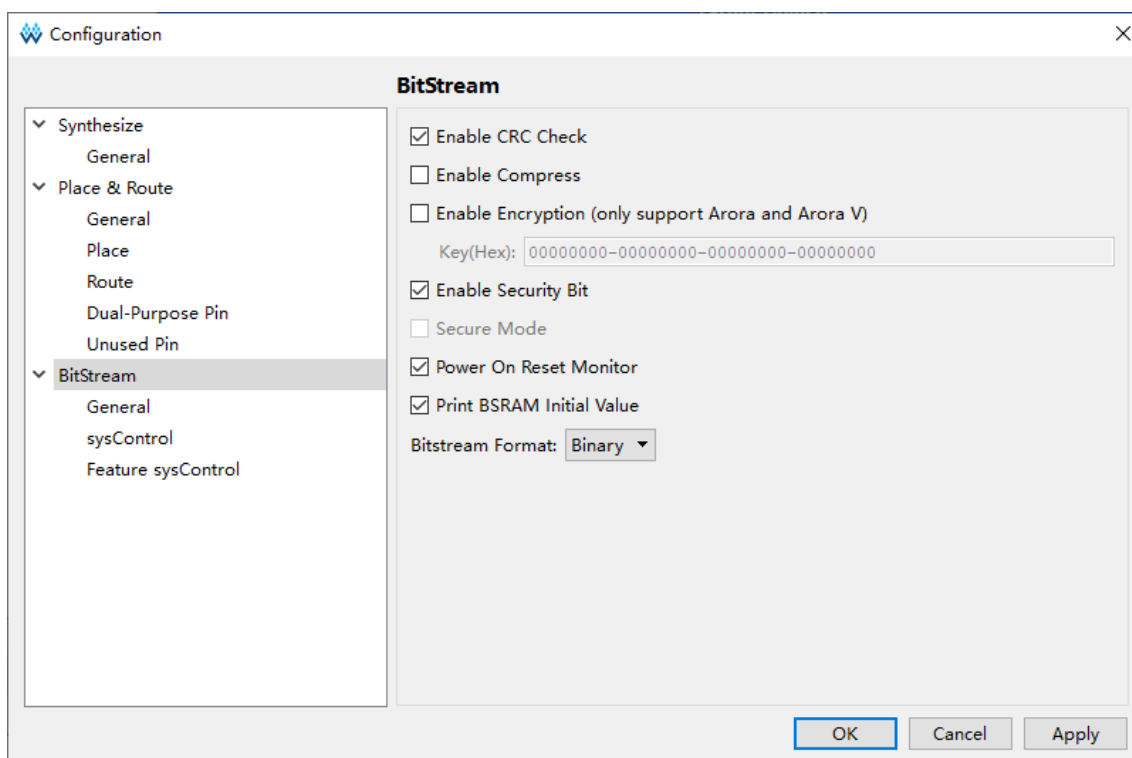 Configuration
BitStream
Synthesize
General
Place & Route
General
Place
Route
Dual-Purpose Pin
Unused Pin
BitStream
General
sysControl
Feature sysControl
Enable CRC Check
Enable Compress
Enable Encryption (only support Arora and Arora V)
Key(Hex): 00000000-00000000-00000000-00000000
Enable Security Bit
Secure Mode
Power On Reset Monitor
Print BSRAM Initial Value
Bitstream Format: Binary
OK Cancel Apply